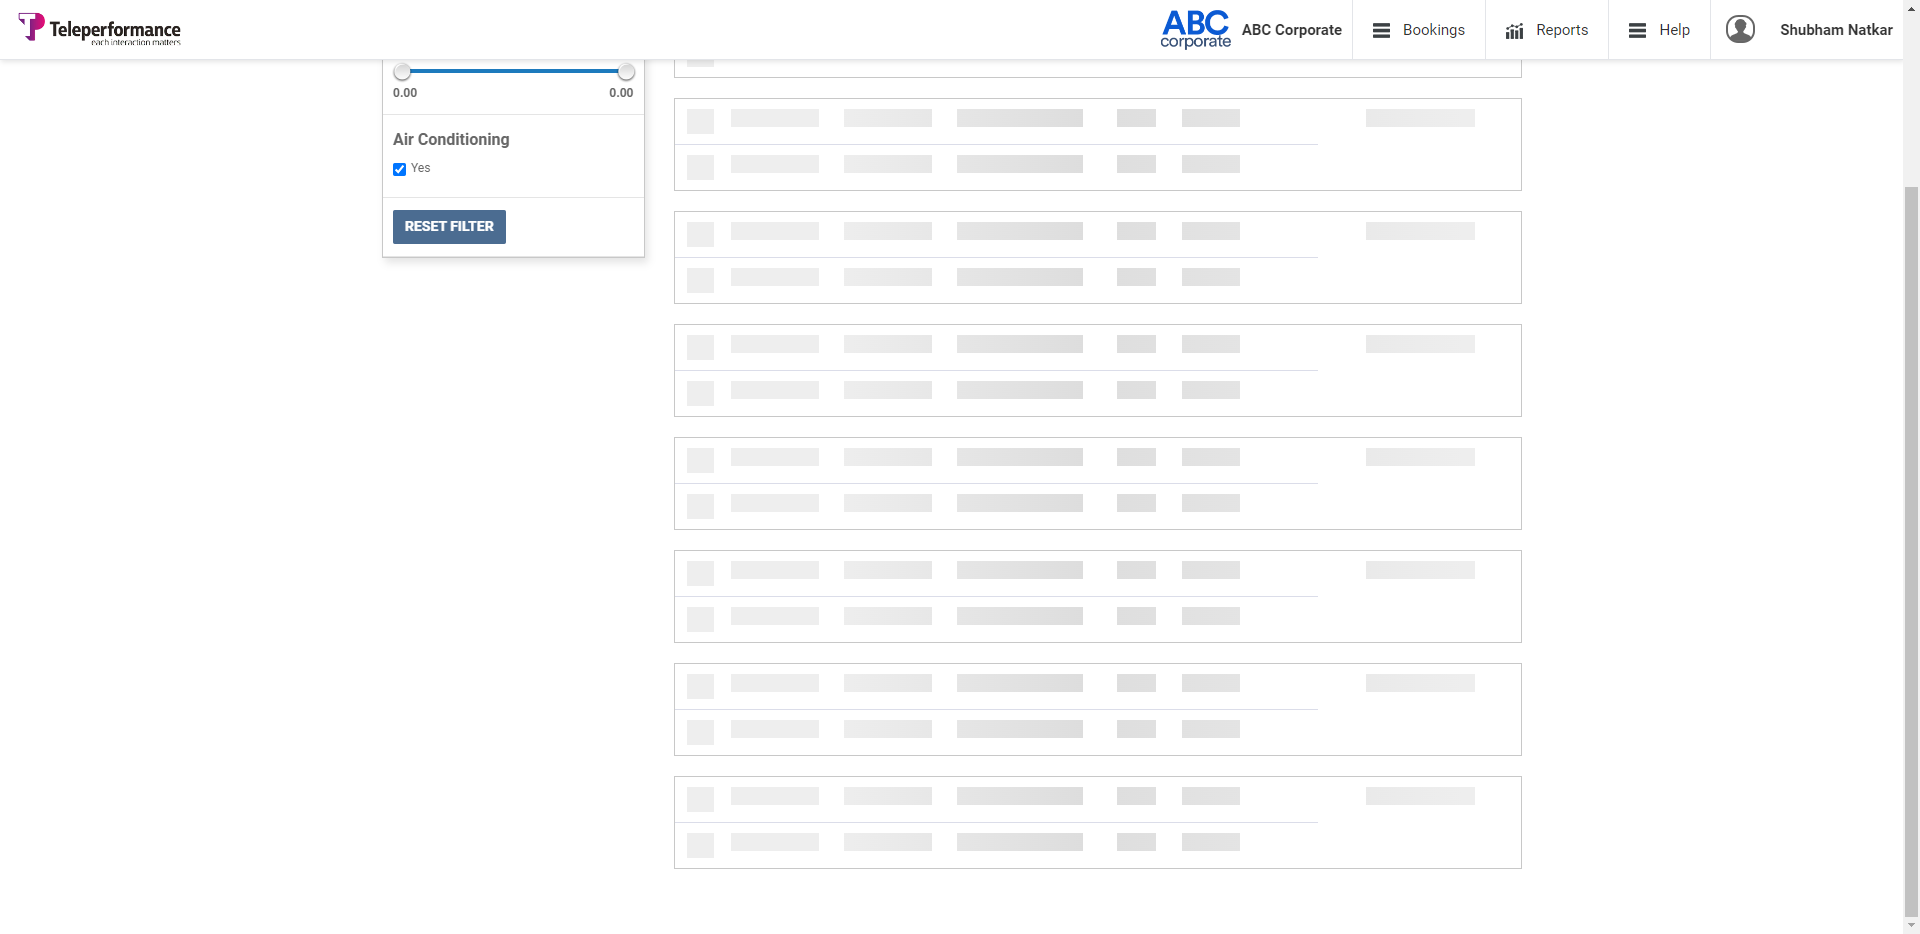 Teleperformance
each interaction matters
ABC
corporate
ABC Corporate
Bookings
Reports
Help
Shubham Natkar
0.00 0.00
Air Conditioning
Yes
RESET FILTER